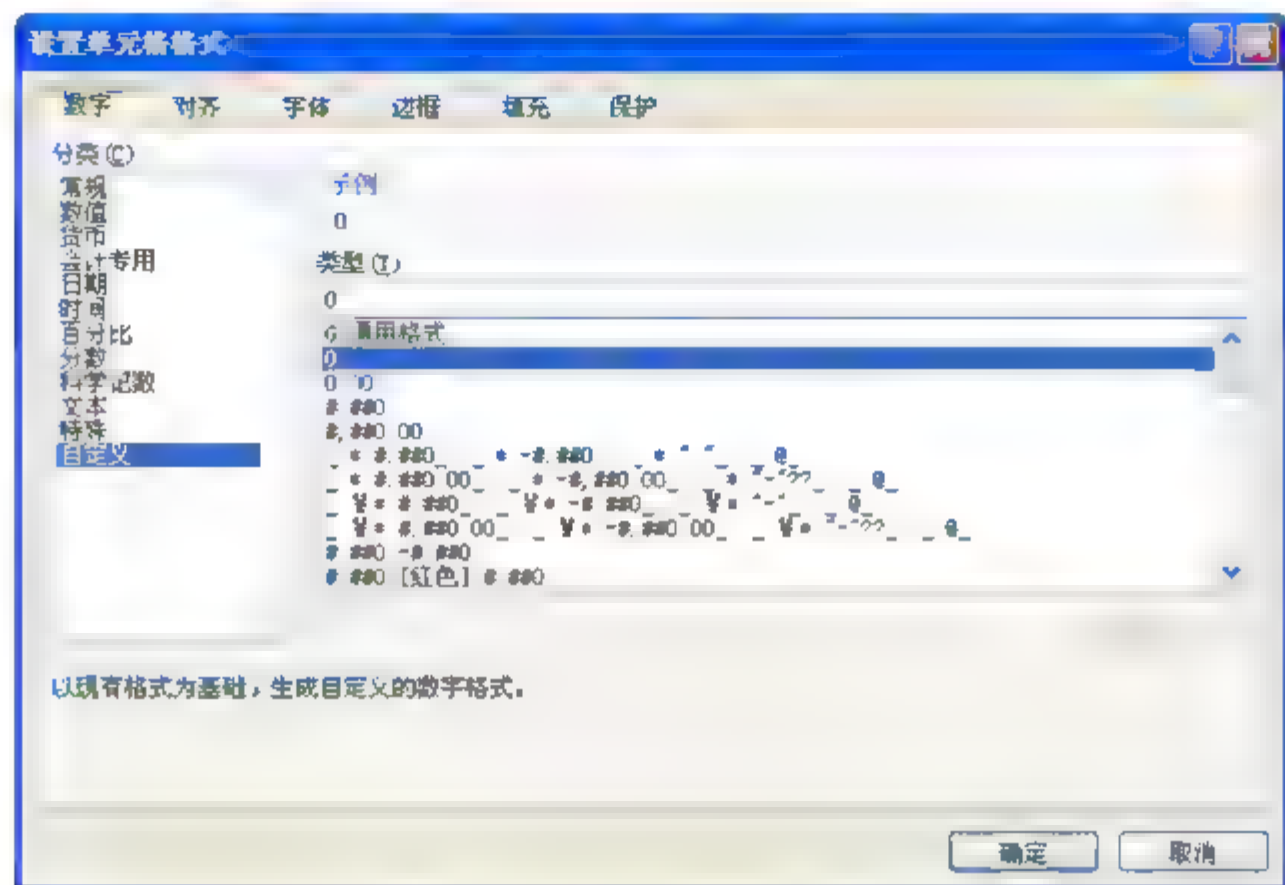 设置单元格格式
数字 对齐 字体 边框 填充 保护
分类(C)
常规
数值
货币
会计专用
日期
时间
百分比
分数
科学记数
文本
特殊
自定义
示例
0
类型(T)
0
G 通用格式
0
0 00
# ##0
#,##0 00
# ##0 -# ##0
# ##0 [红色] # ##0
以现有格式为基础，生成自定义的数字格式。
确定 取消